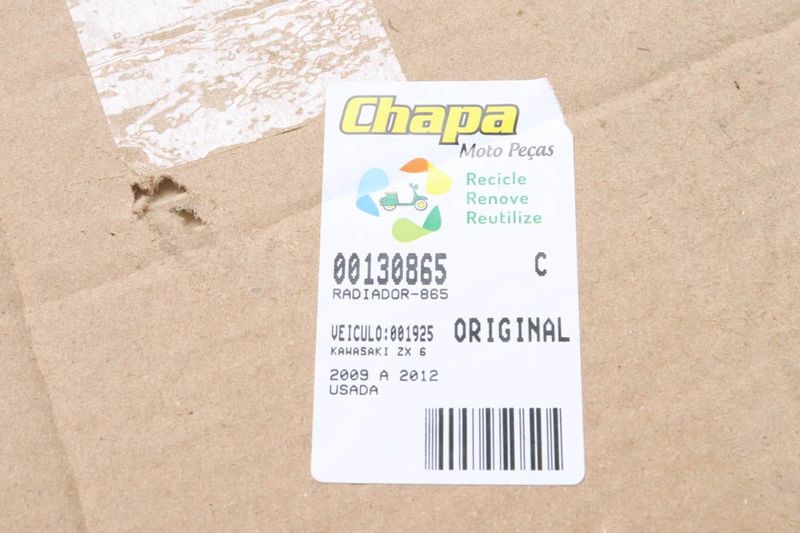 Chapa
Moto Peças
Recicle
Renove
Reutilize
00130865 C
RADIADOR-865
VEICULO:001925 ORIGINAL
KAWASAKI ZX 6
2009 A 2012
USADA